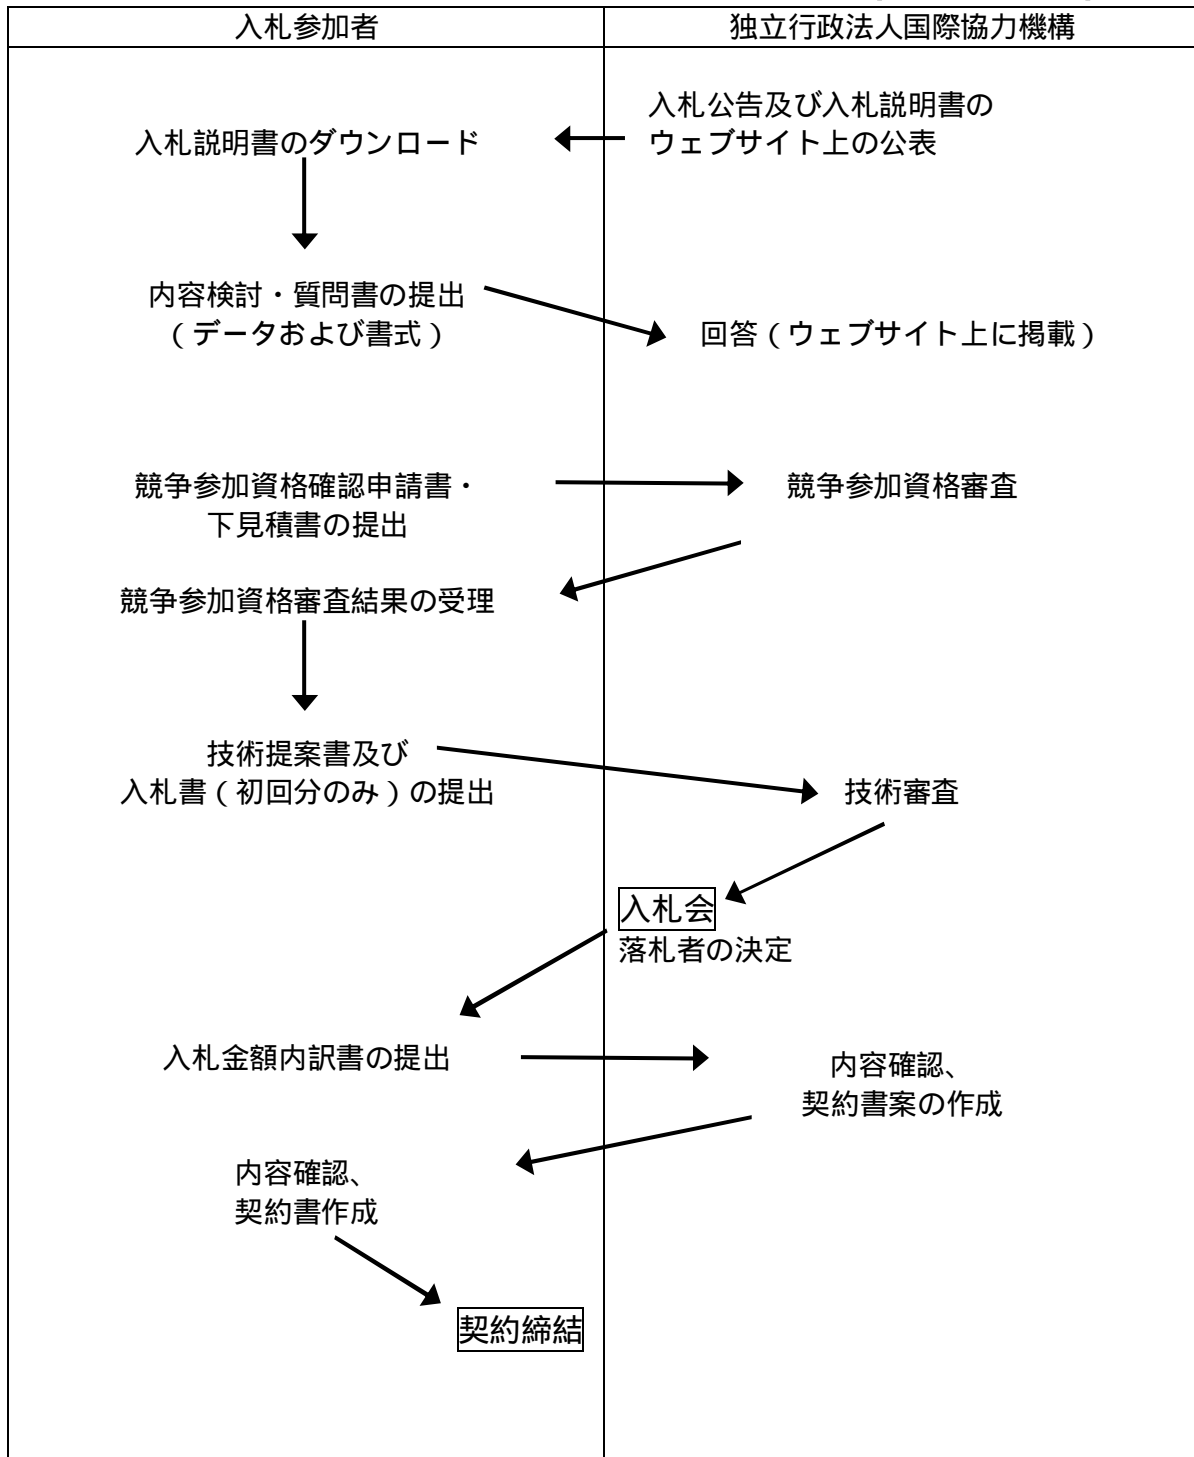 入札参加者
独立行政法人国際協力機構
入札公告及び入札説明書の
ウェブサイト上の公表
入札説明書のダウンロード
内容検討・質問書の提出
（データおよび書式）
回答（ウェブサイト上に掲載）
競争参加資格確認申請書・
下見積書の提出
競争参加資格審査
競争参加資格審査結果の受理
技術提案書及び
入札書（初回分のみ）の提出
技術審査
入札会
落札者の決定
入札金額内訳書の提出
内容確認、
契約書案の作成
内容確認、
契約書作成
契約締結